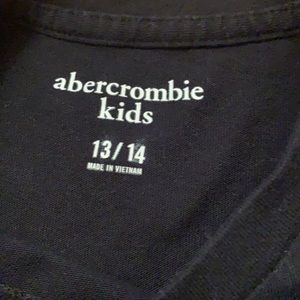 abercrombie
kids
13/14
MADE IN VIETNAM